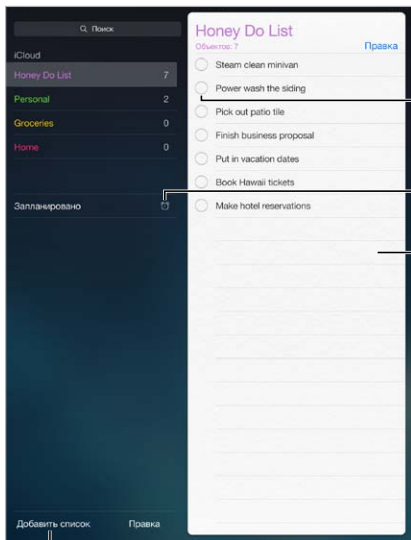 Поиск
iCloud
Honey Do List 7
Personal 2
Groceries 0
Home 0
Запланировано
Добавить список Правка
Honey Do List
Объектов: 7 Правка
Steam clean minivan
Power wash the siding
Pick out patio tile
Finish business proposal
Put in vacation dates
Book Hawaii tickets
Make hotel reservations